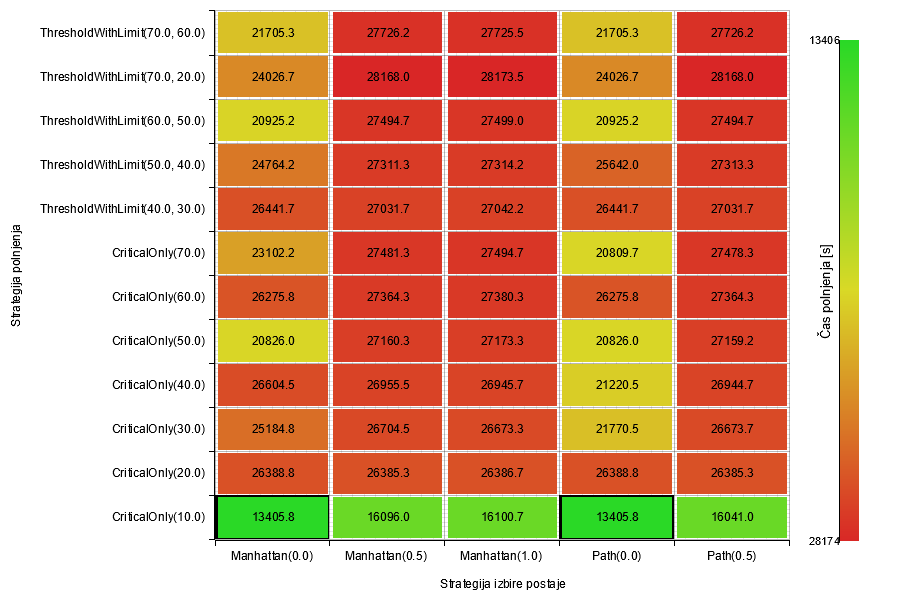 ThresholdWithLimit(70.0, 60.0) 21705.3 27726.2 27725.5 21705.3 27726.2
ThresholdWithLimit(70.0, 20.0) 24026.7 28168.0 28173.5 24026.7 28168.0
ThresholdWithLimit(60.0, 50.0) 20925.2 27494.7 27499.0 20925.2 27494.7
ThresholdWithLimit(50.0, 40.0) 24764.2 27311.3 27314.2 25642.0 27313.3
ThresholdWithLimit(40.0, 30.0) 26441.7 27031.7 27042.2 26441.7 27031.7
CriticalOnly(70.0) 23102.2 27481.3 27494.7 20809.7 27478.3
CriticalOnly(60.0) 26275.8 27364.3 27380.3 26275.8 27364.3
CriticalOnly(50.0) 20826.0 27160.3 27173.3 20826.0 27159.2
CriticalOnly(40.0) 26604.5 26955.5 26945.7 21220.5 26944.7
CriticalOnly(30.0) 25184.8 26704.5 26673.3 21770.5 26673.7
CriticalOnly(20.0) 26388.8 26385.3 26386.7 26388.8 26385.3
CriticalOnly(10.0) 13405.8 16096.0 16100.7 13405.8 16041.0
Manhattan(0.0) Manhattan(0.5) Manhattan(1.0) Path(0.0) Path(0.5)
Strategija izbire postaje
Strategija polnjenja
13406
28174
Čas polnjenja [s]